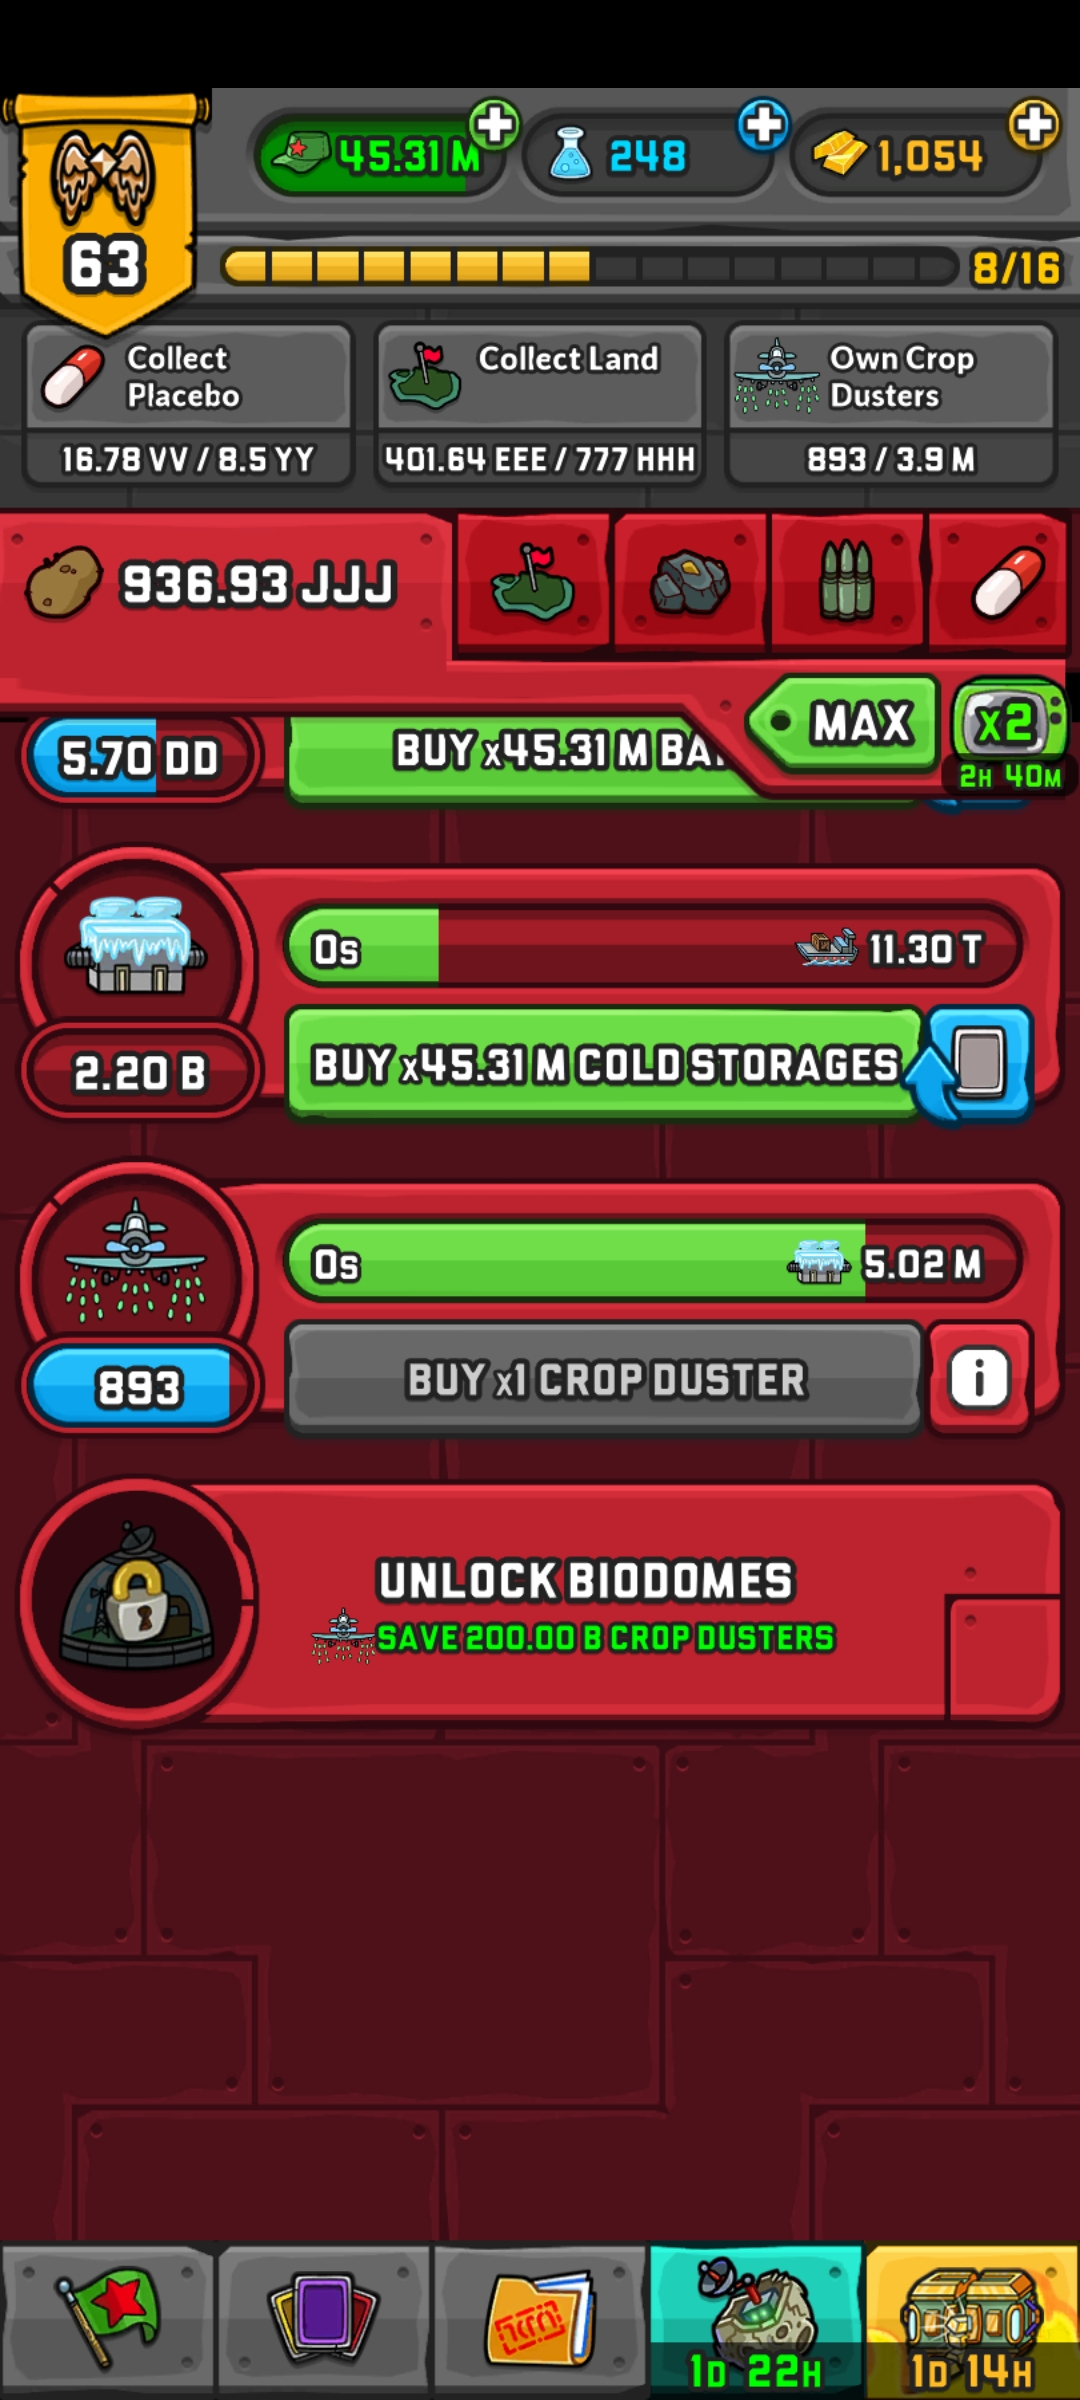 45.31 M
248
1,054
63
8/16
Collect
Placebo
16.78 VV / 8.5 YY
Collect Land
401.64 EEE / 777 HHH
Own Crop
Dusters
893 / 3.9 M
936.93 JJJ
MAX
x2
2H 40M
5.70 DD
BUY x45.31 M BA
0s
11.30 T
2.20 B
BUY x45.31 M COLD STORAGES
0s
5.02 M
893
BUY x1 CROP DUSTER
i
UNLOCK BIODOMES
SAVE 200.00 B CROP DUSTERS
1D 22H
1D 14H